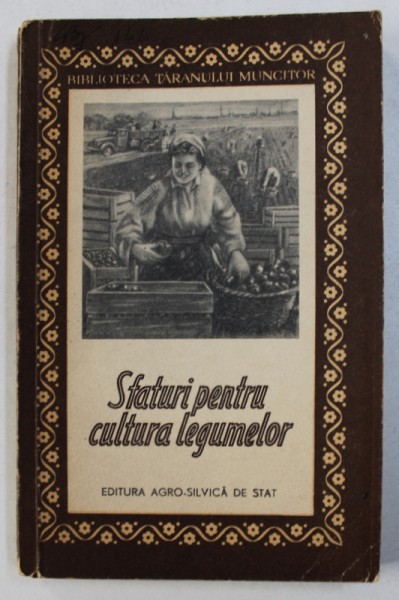 BIBLIOTECA ȚĂRANULUI MUNCITOR
Sfaturi pentru
cultura legumelor
EDITURA AGRO-SILVICĂ DE STAT